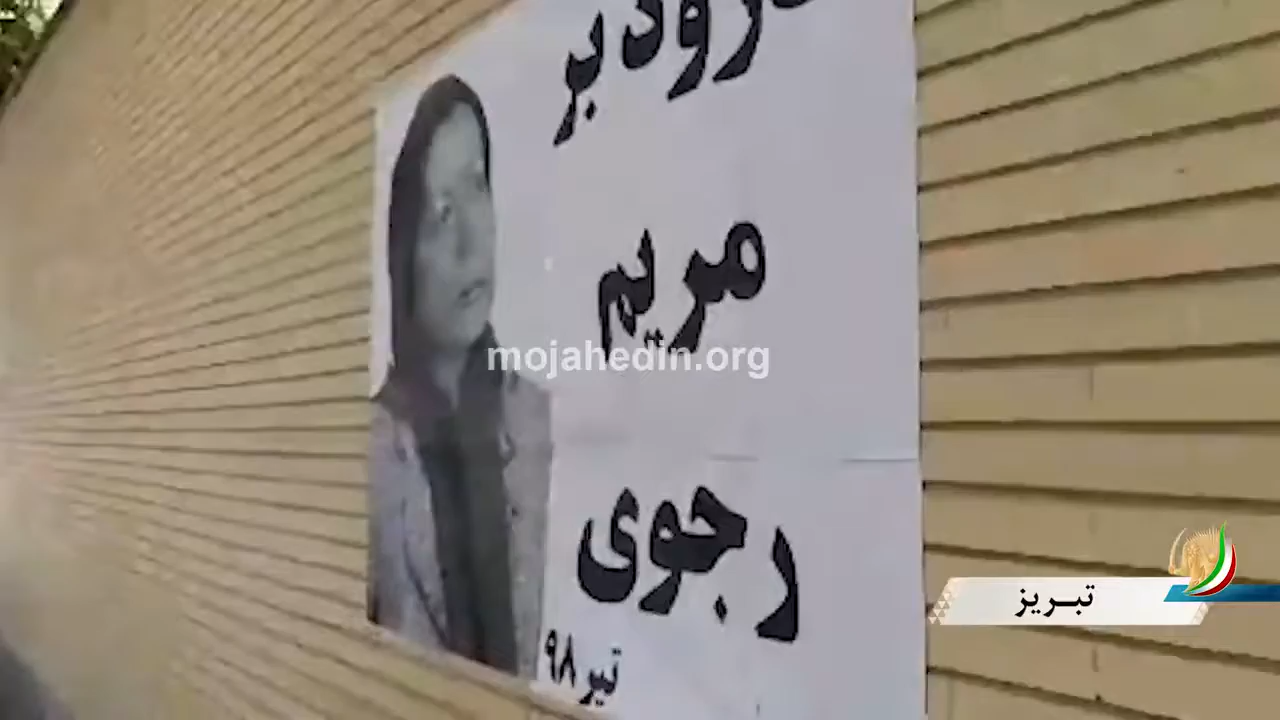 درود بر
مریم
mojahedin.org
رجوی
تیر ۹۸
تبریز